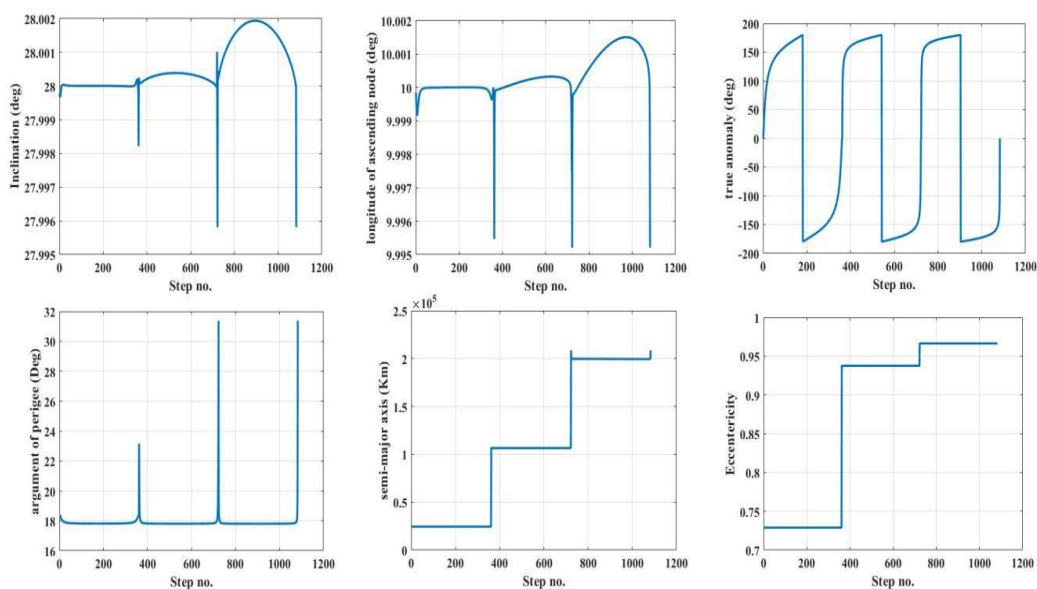 28.002
28.001
28
27.999
27.998
27.997
27.996
27.995
Inclination (deg)
0 200 400 600 800 1000 1200
Step no.
10.002
10.001
10
9.999
9.998
9.997
9.996
9.995
longitude of ascending node (deg)
0 200 400 600 800 1000 1200
Step no.
200
150
100
50
0
-50
-100
-150
-200
true anomaly (deg)
0 200 400 600 800 1000 1200
Step no.
32
30
28
26
24
22
20
18
16
argument of perigee (Deg)
0 200 400 600 800 1000 1200
Step no.
×10⁵
2.5
2
1.5
1
0.5
0
semi-major axis (Km)
0 200 400 600 800 1000 1200
Step no.
1
0.95
0.9
0.85
0.8
0.75
0.7
Eccentericity
0 200 400 600 800 1000 1200
Step no.